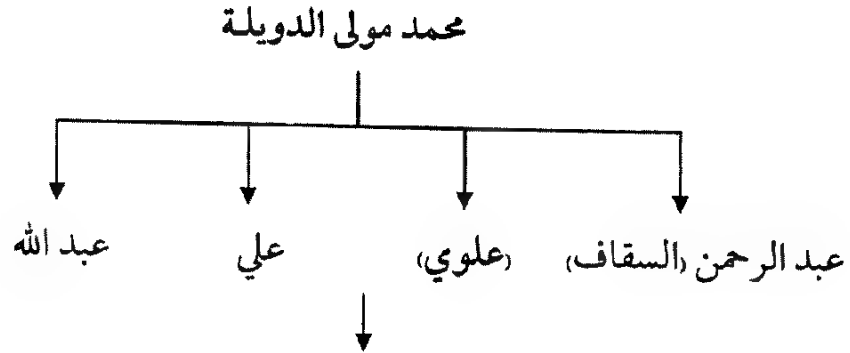 محمد مولى الدويلة
عبد الرحمن (السقاف) (علوي) علي عبد الله